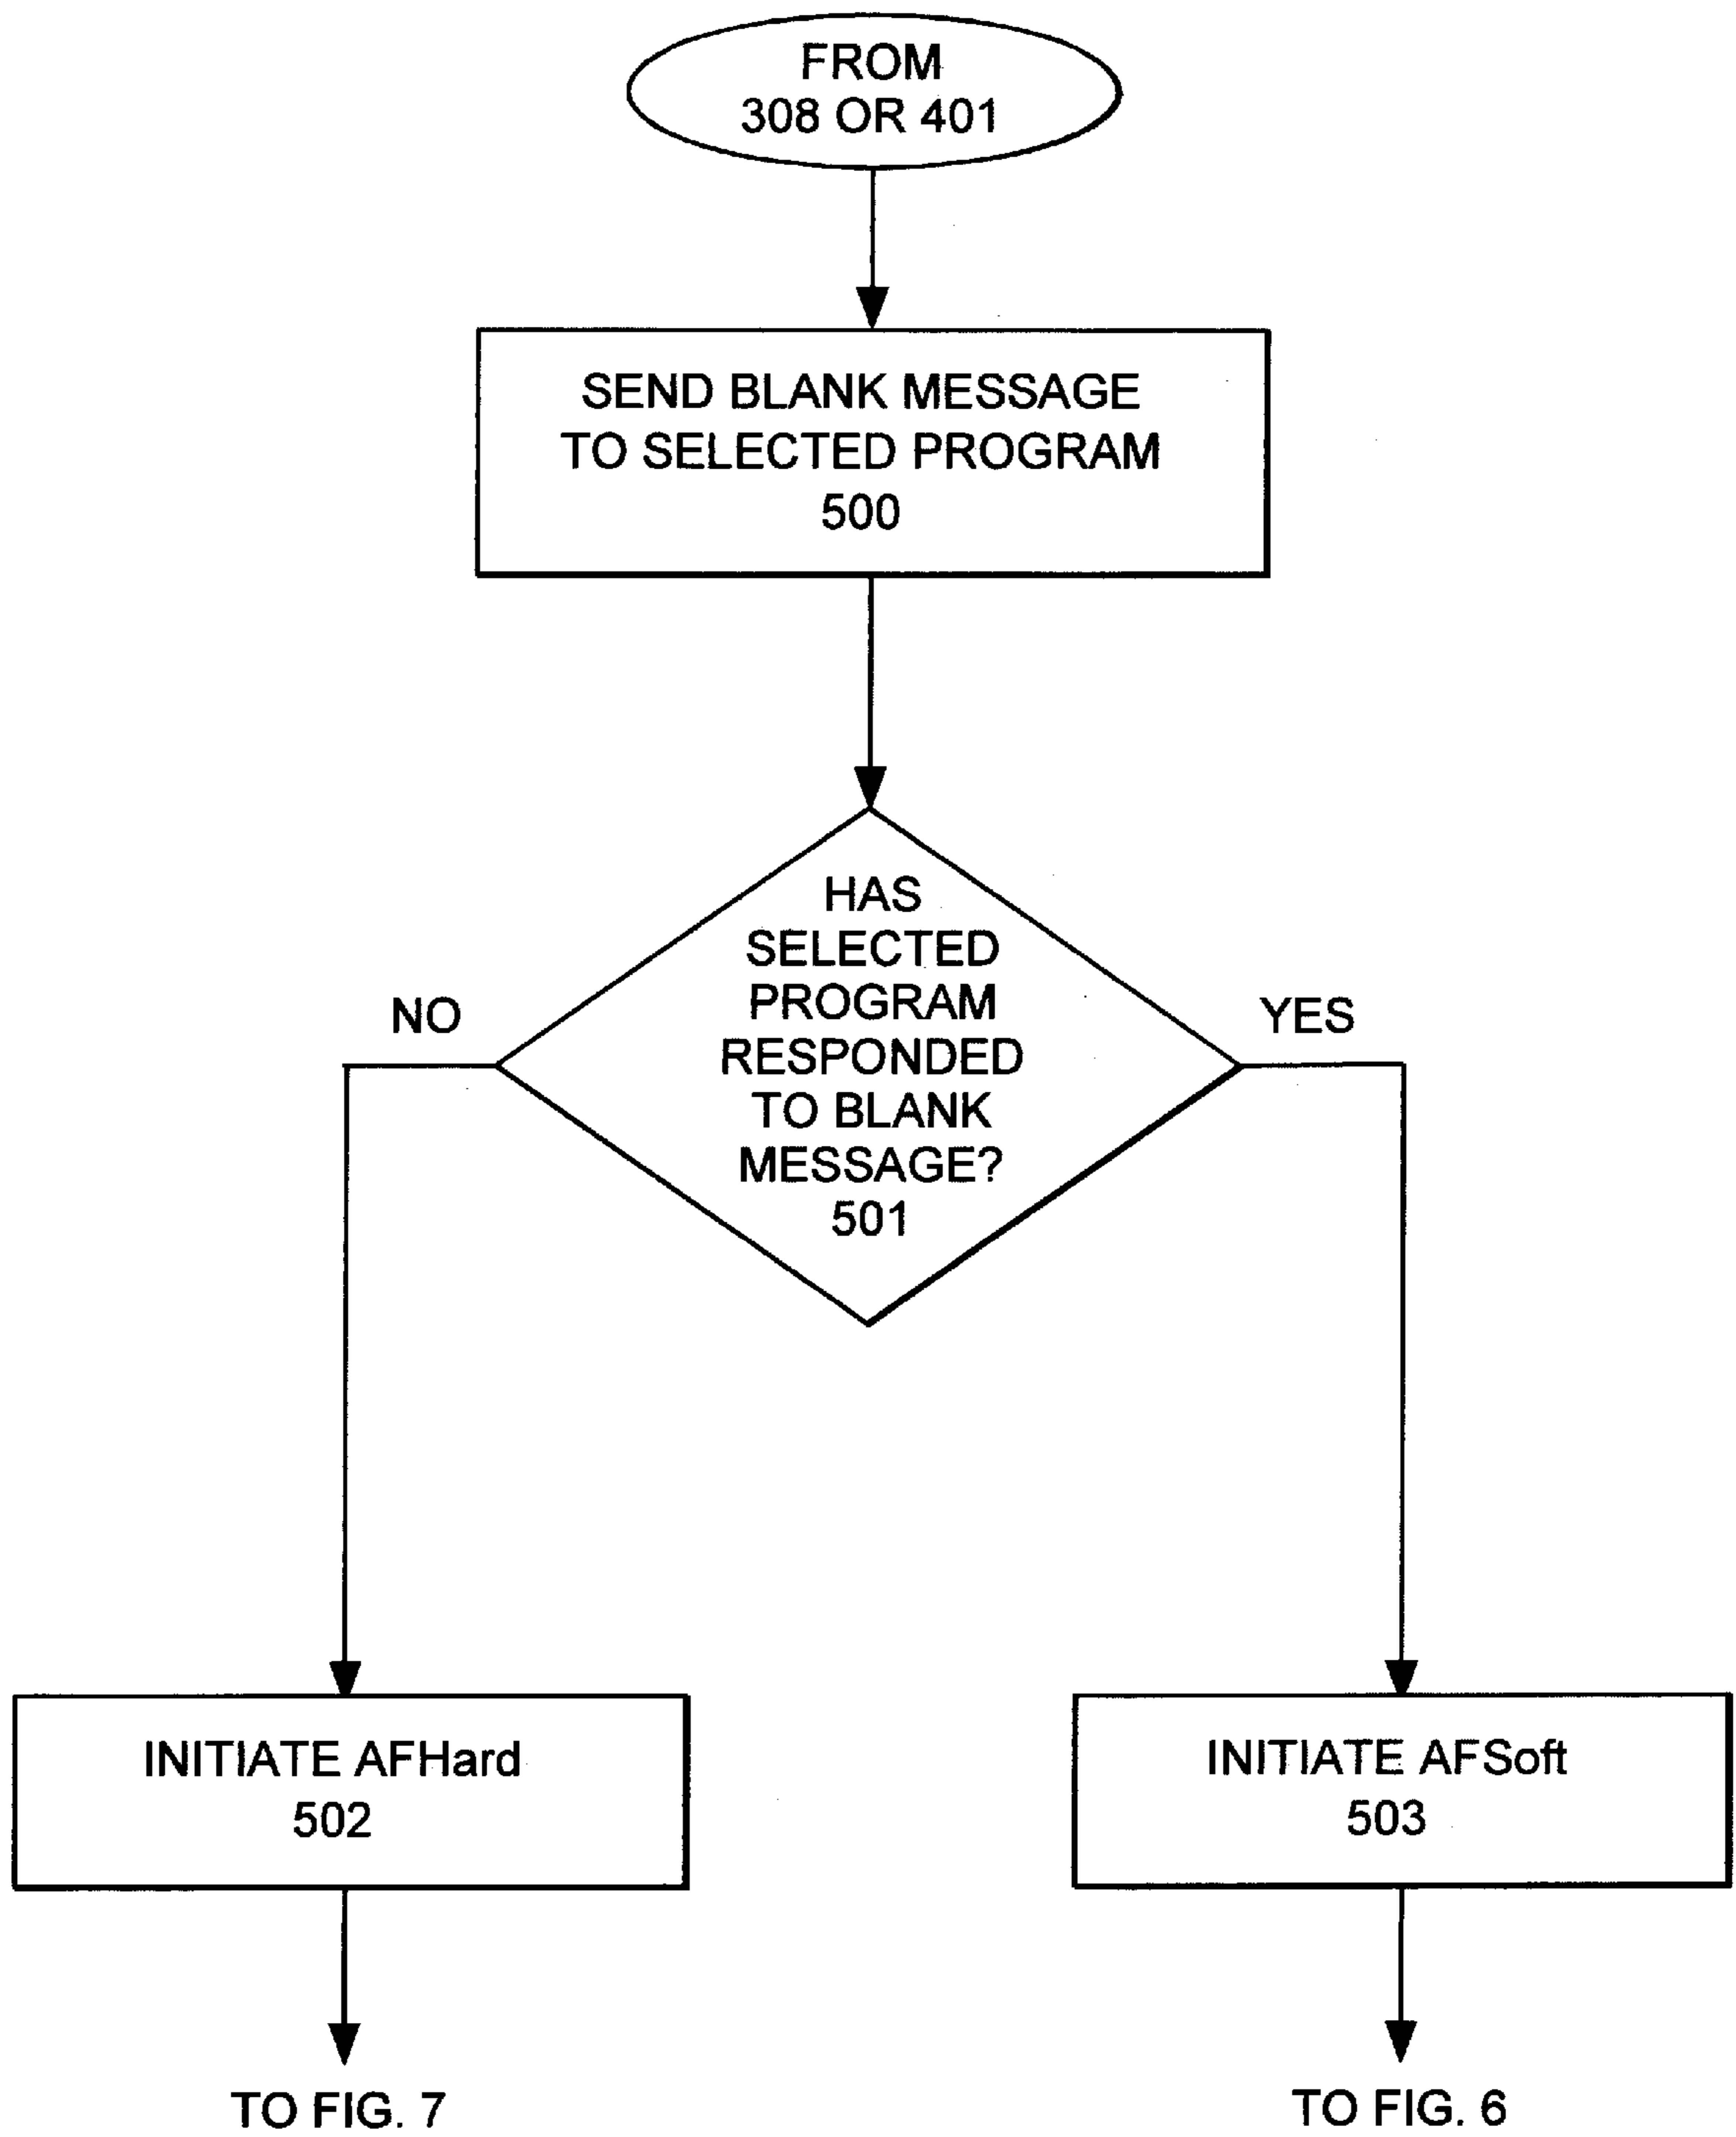 FROM
308 OR 401
SEND BLANK MESSAGE
TO SELECTED PROGRAM
500
HAS
SELECTED
PROGRAM
RESPONDED
TO BLANK
MESSAGE?
501
NO
YES
INITIATE AFHard
502
INITIATE AFSoft
503
TO FIG. 7
TO FIG. 6